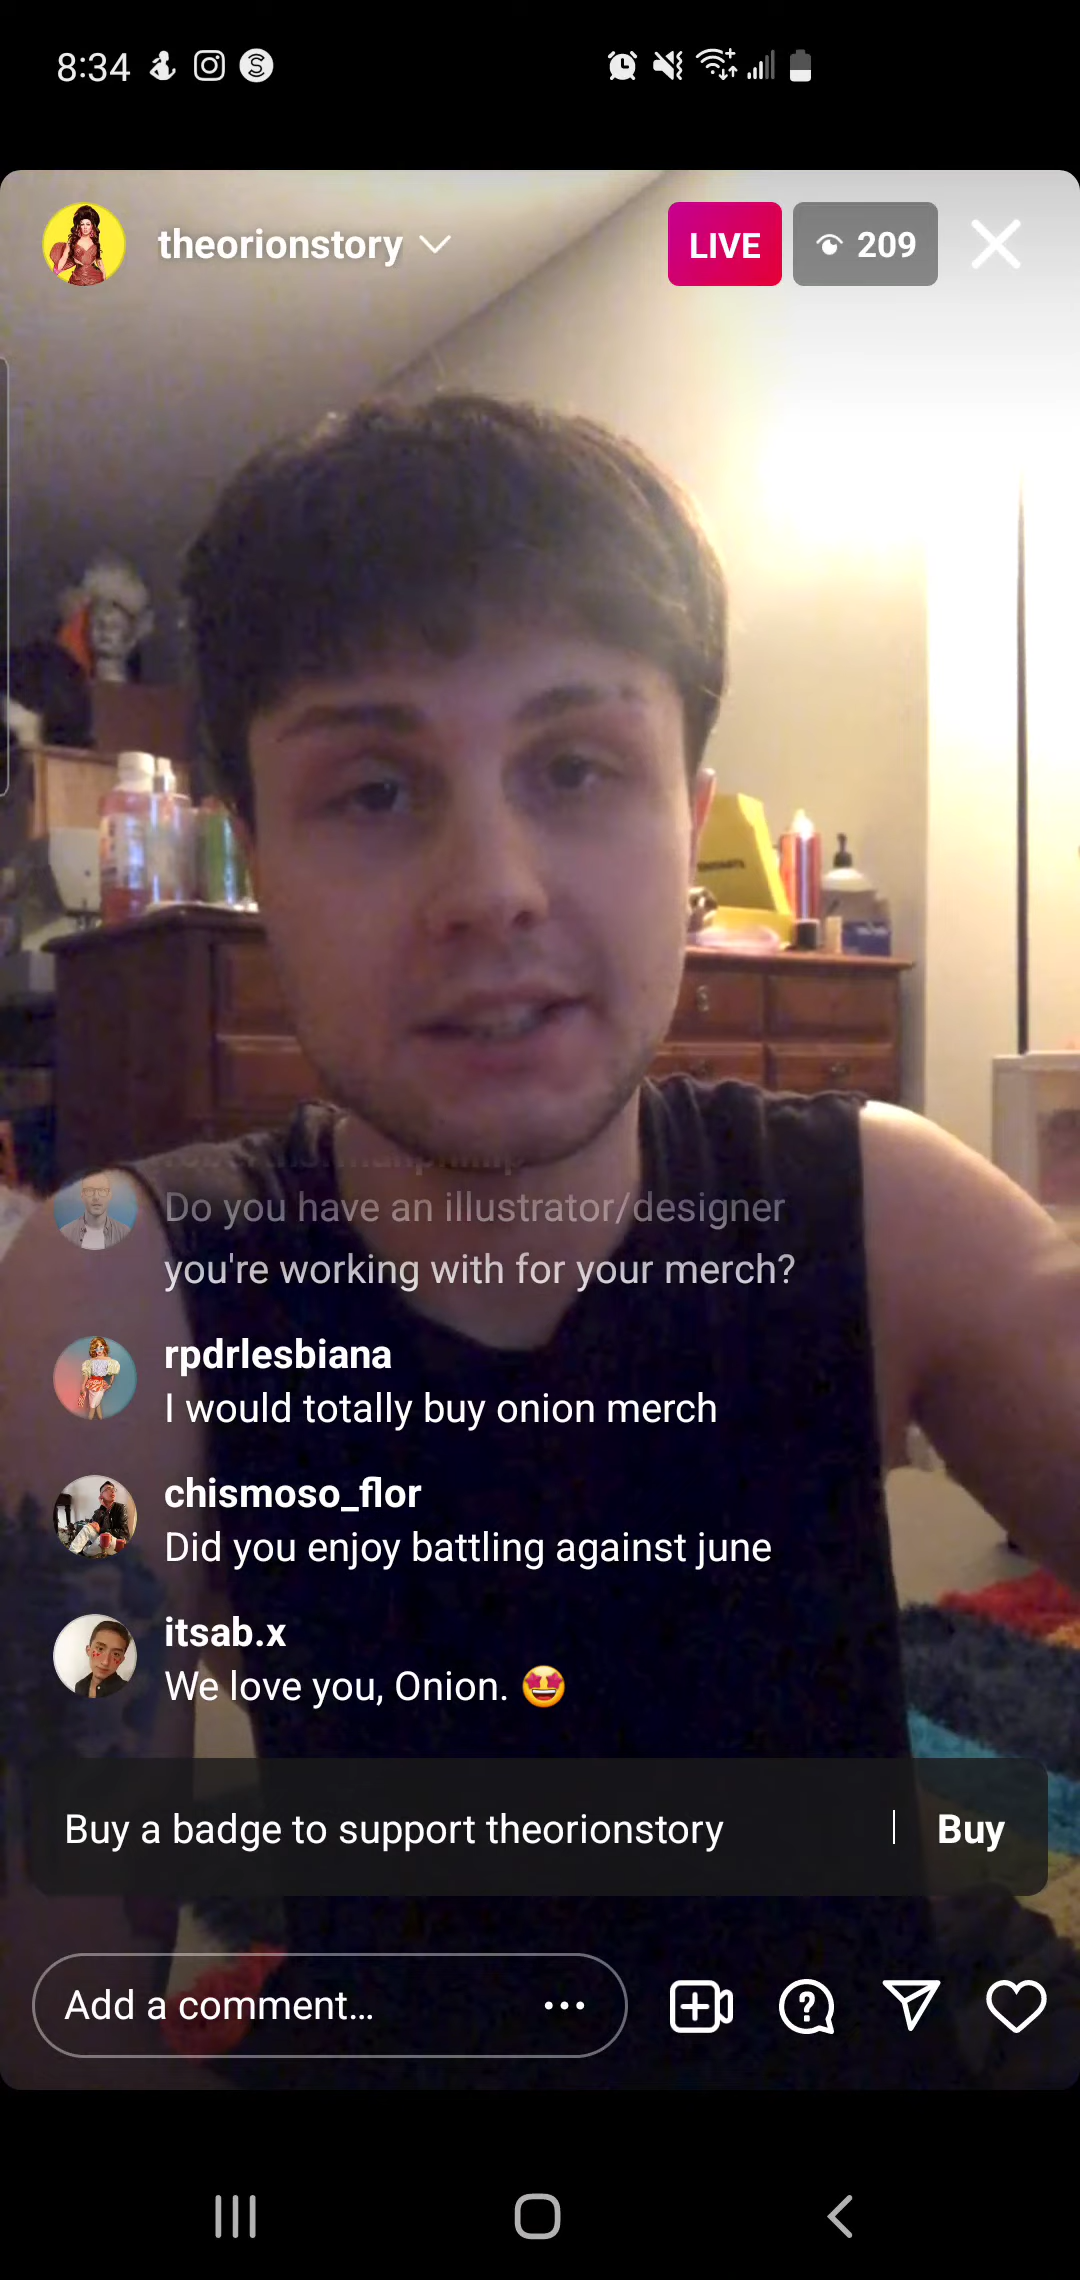 8:34
theorionstory
LIVE
209
Do you have an illustrator/designer
you're working with for your merch?
rpdrlesbiana
I would totally buy onion merch
chismoso_flor
Did you enjoy battling against june
itsab.x
We love you, Onion. 🤩
Buy a badge to support theorionstory | Buy
Add a comment...